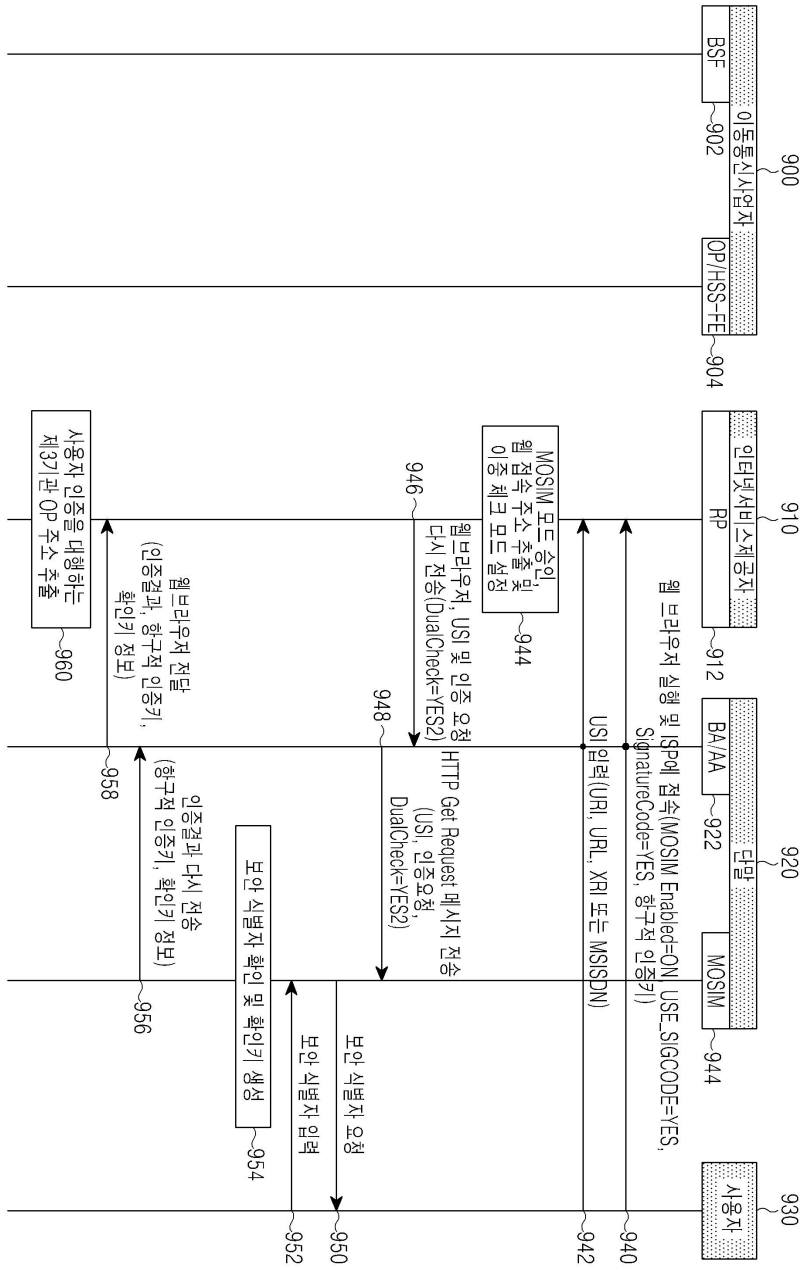 900
이동통신사업자
BSF
902
OP/HSS-FE
904
910
인터넷서비스제공자
RP
912
920
단말
BA/AA
922
MOSIM
944
930
사용자
웹 브라우저 실행 및 ISP에 접속(MOSIM Enabled=ON, USE_SIGCODE=YES,
SignatureCode=YES, 항구적 인증키)
940
USI 입력(URI, URL, XRI 또는 MSISDN)
942
MOSIM 모드 승인,
웹 접속 주소 추출 및
이중 체크 모드 설정
944
946
웹브라우저, USI 및 인증 요청
다시 전송(DualCheck=YES2)
948
HTTP Get Request 메시지 전송
(USI, 인증요청,
DualCheck=YES2)
보안 식별자 요청
950
보안 식별자 입력
952
보안 식별자 확인 및 확인키 생성
954
인증결과 다시 전송
(항구적 인증키, 확인키 정보)
956
웹브라우저 전달
(인증결과, 항구적 인증키,
확인키 정보)
958
사용자 인증을 대행하는
제3기관 OP 주소 추출
960